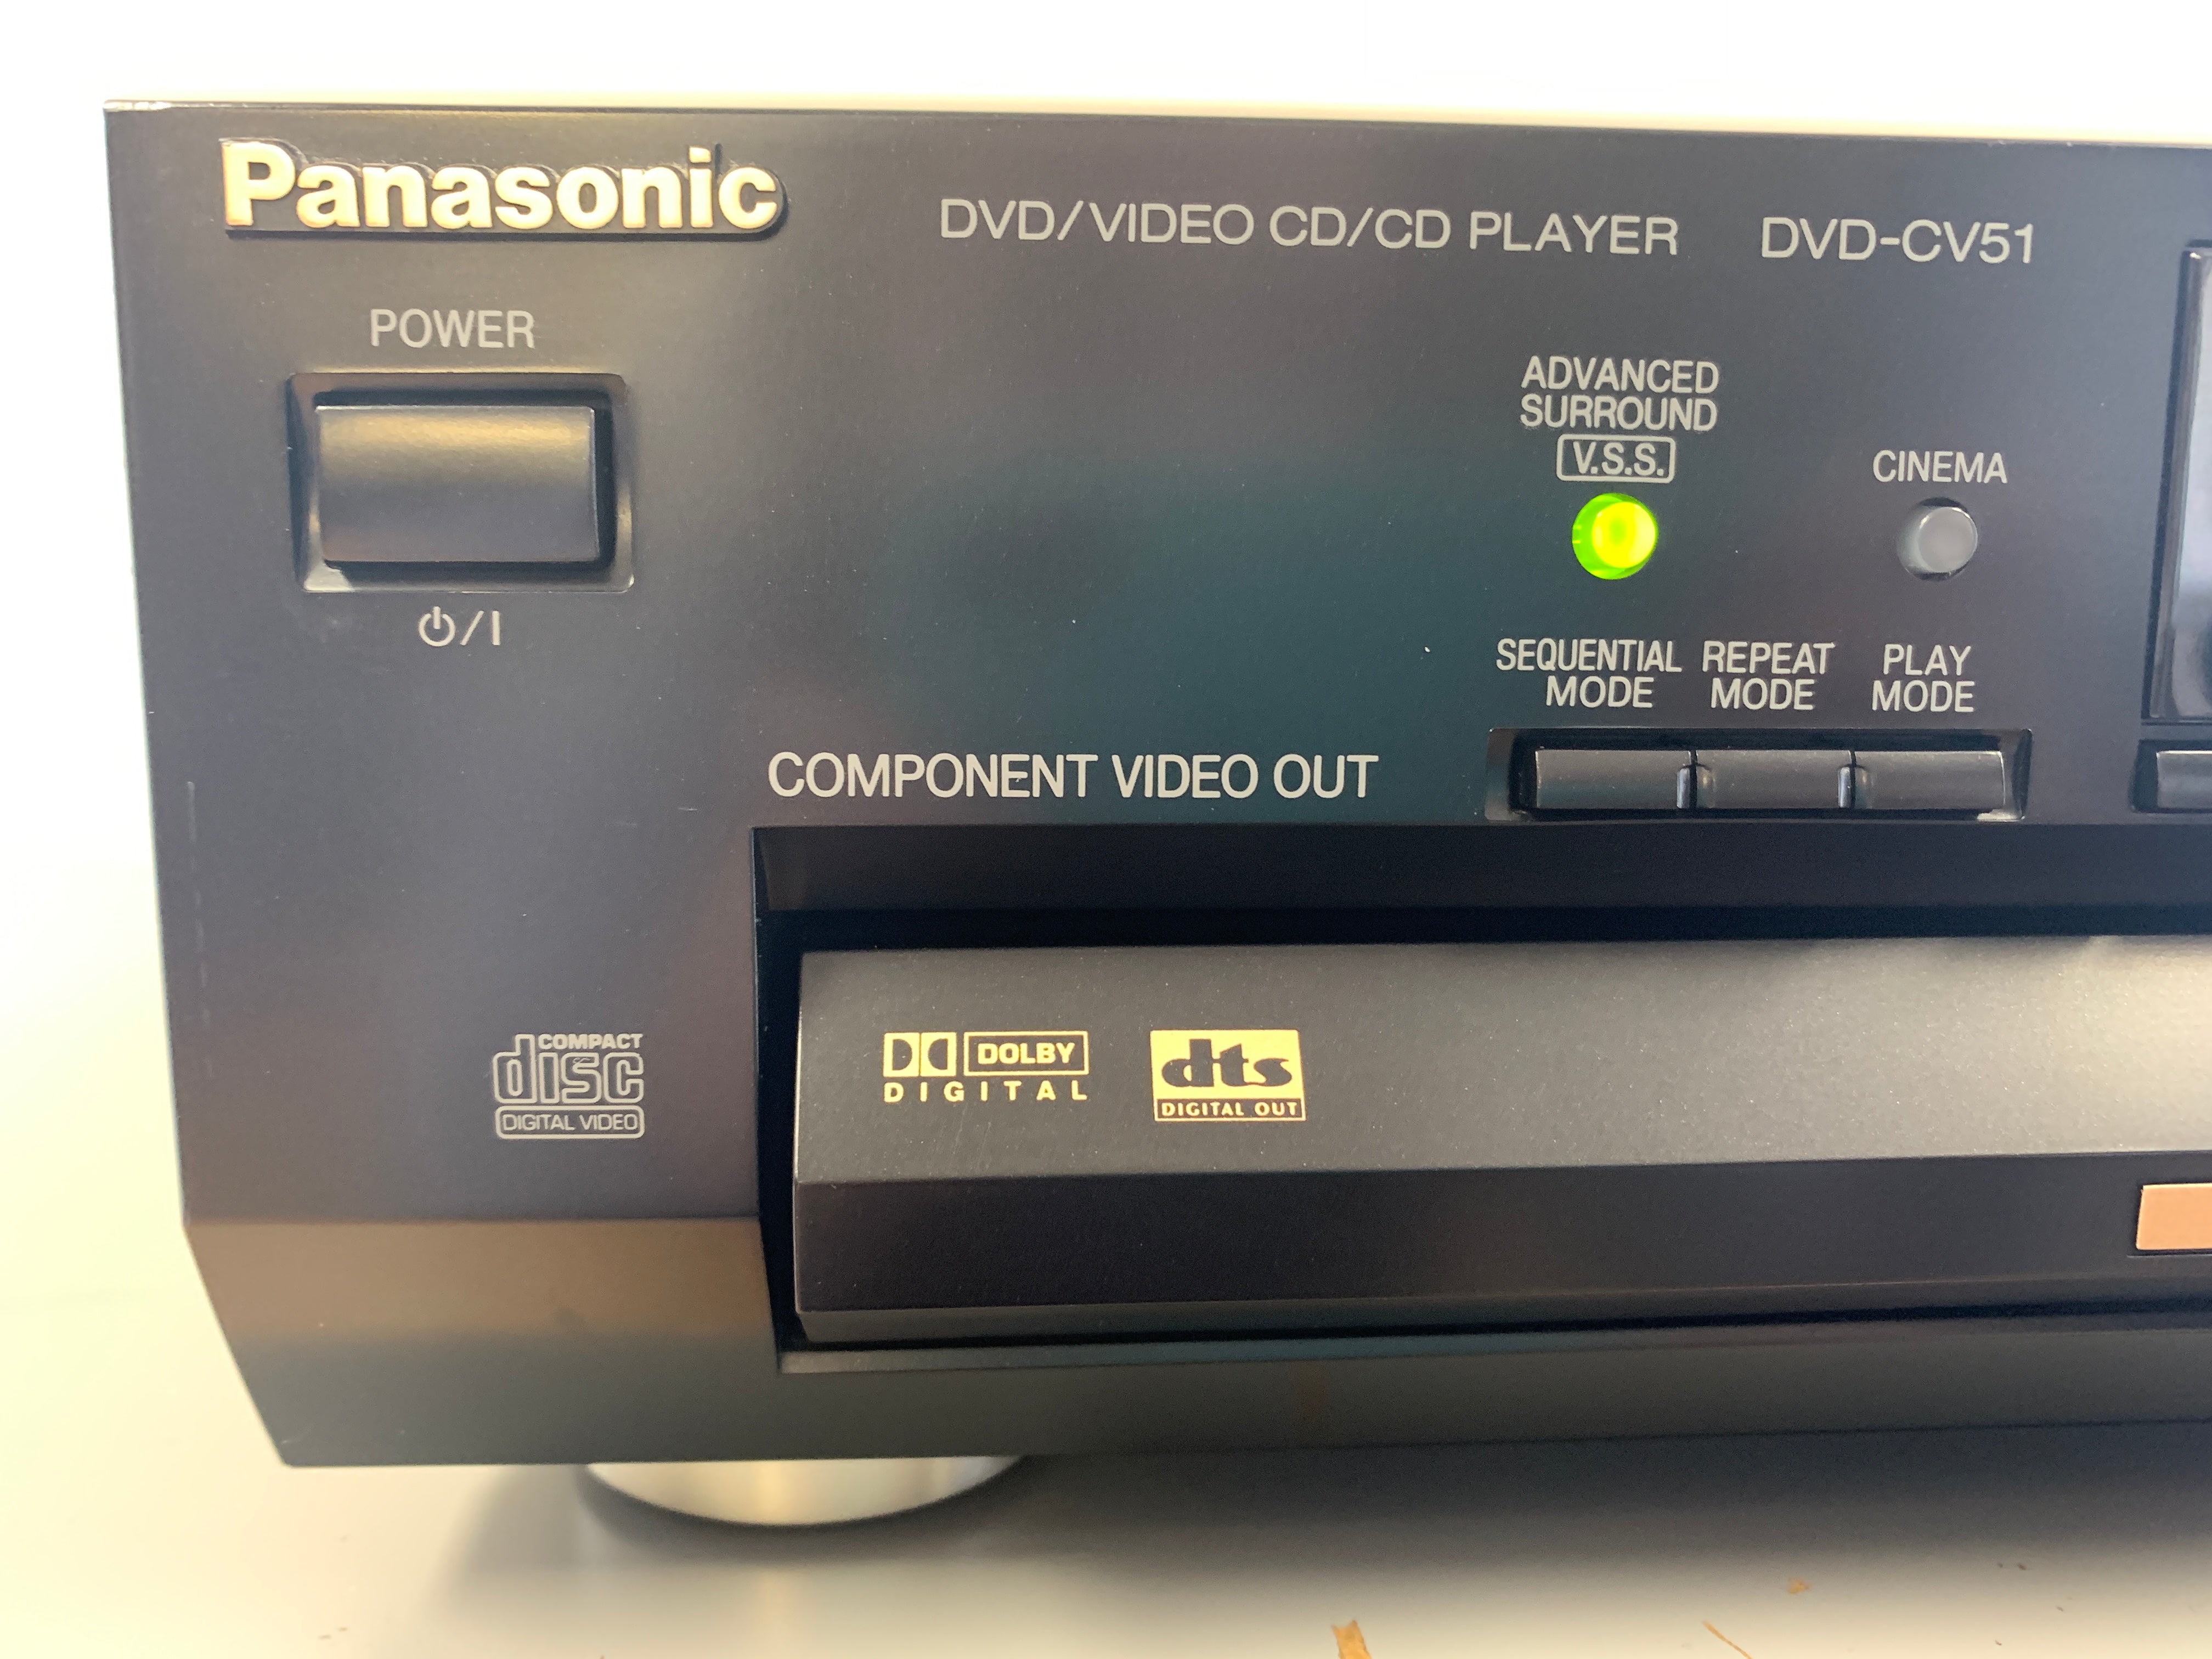 Panasonic
DVD/VIDEO CD/CD PLAYER DVD-CV51
POWER
⏻/I
ADVANCED
SURROUND
V.S.S.
CINEMA
SEQUENTIAL
MODE
REPEAT
MODE
PLAY
MODE
COMPONENT VIDEO OUT
COMPACT
disc
DIGITAL VIDEO
DOLBY
DIGITAL
dts
DIGITAL OUT